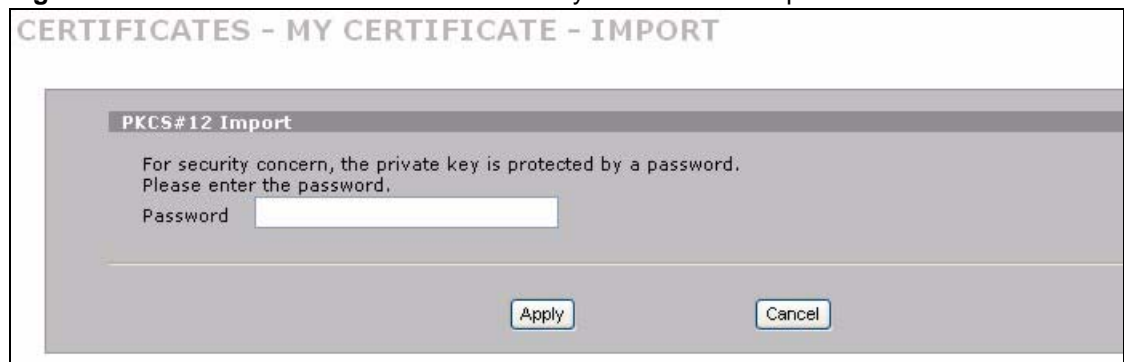 CERTIFICATES - MY CERTIFICATE - IMPORT
PKCS#12 Import
For security concern, the private key is protected by a password.
Please enter the password.
Password
Apply Cancel